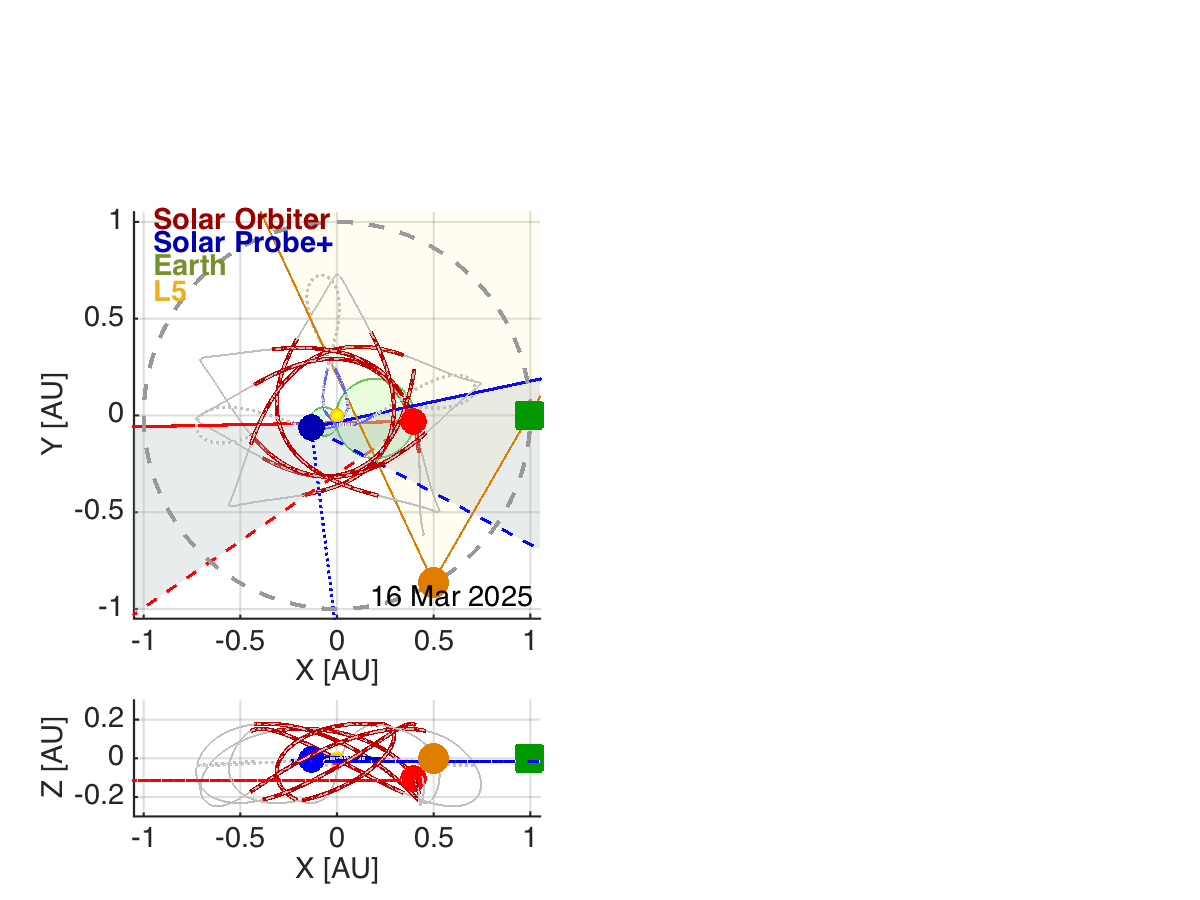 Solar Orbiter
Solar Probe+
Earth
L5
1
0.5
0
-0.5
-1
Y [AU]
16 Mar 2025
-1 -0.5 0 0.5 1
X [AU]
0.2
0
-0.2
Z [AU]
-1 -0.5 0 0.5 1
X [AU]